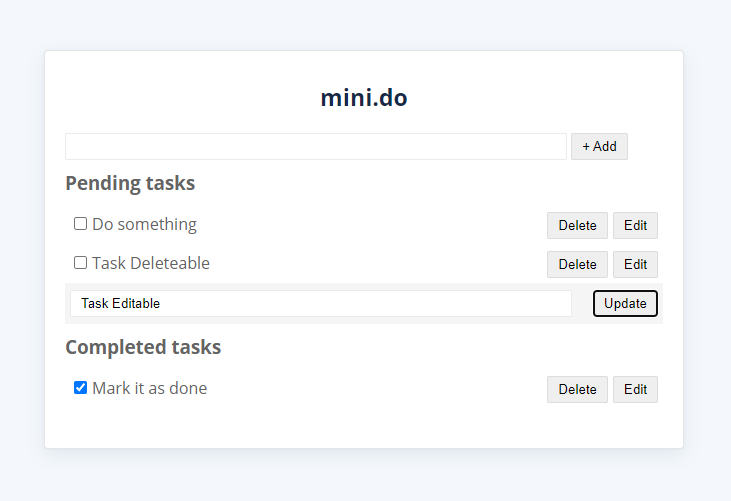 mini.do
+ Add
Pending tasks
Do something Delete Edit
Task Deleteable Delete Edit
Task Editable Update
Completed tasks
Mark it as done Delete Edit